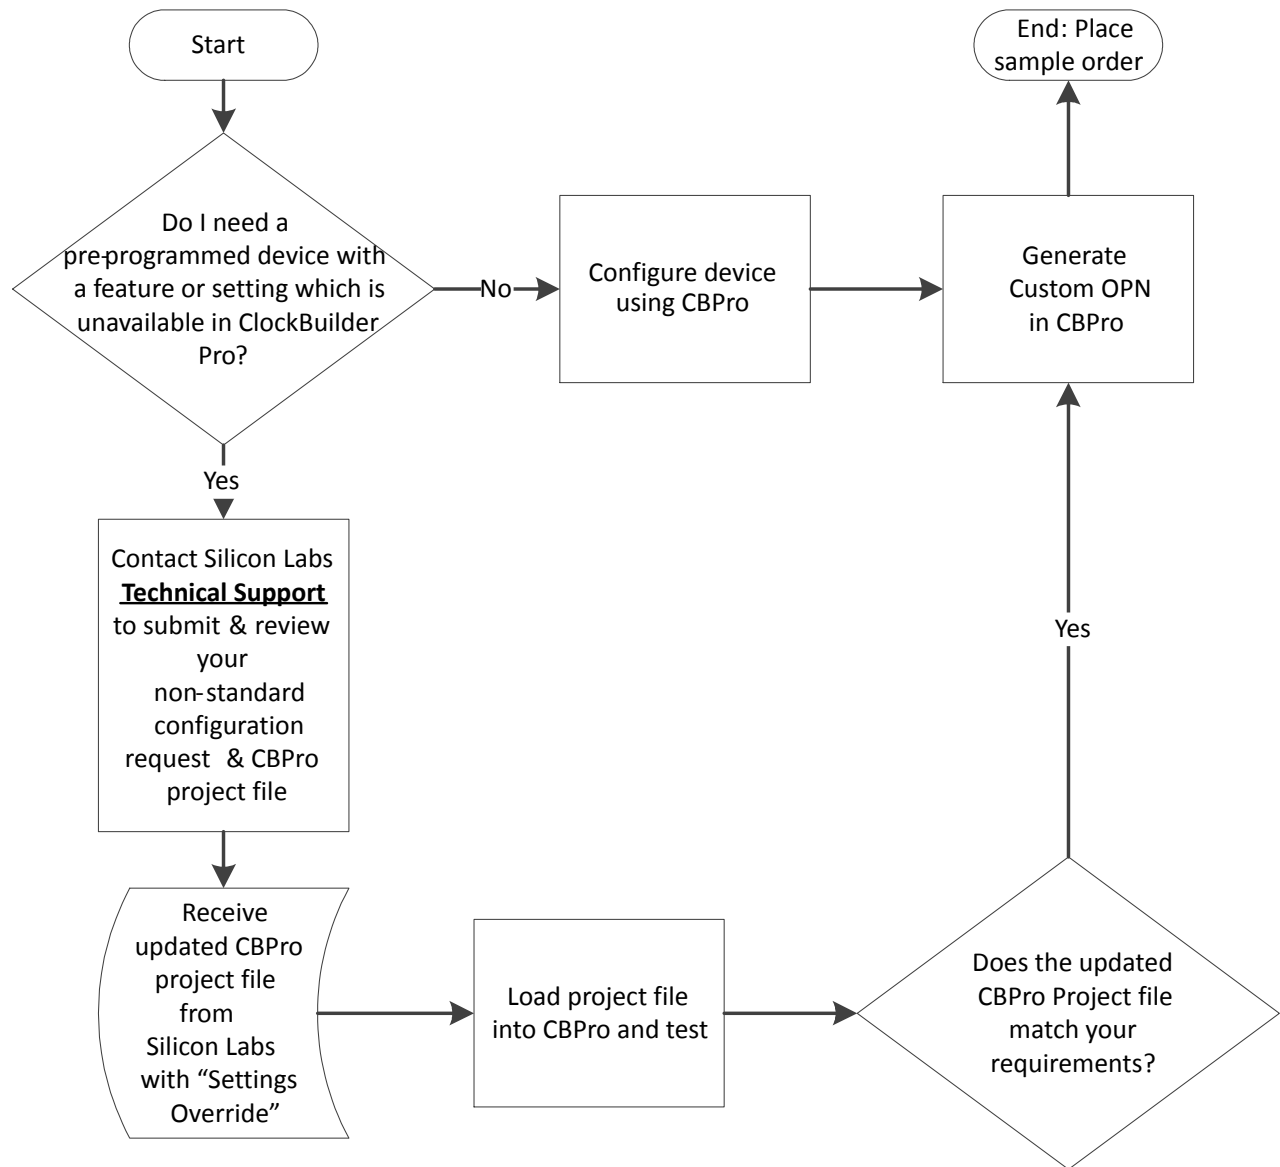 Start
End: Place
sample order
Do I need a
pre-programmed device with
a feature or setting which is
unavailable in ClockBuilder
Pro?
No
Configure device
using CBPro
Generate
Custom OPN
in CBPro
Yes
Contact Silicon Labs
Technical Support
to submit & review
your
non-standard
configuration
request & CBPro
project file
Yes
Receive
updated CBPro
project file
from
Silicon Labs
with “Settings
Override”
Load project file
into CBPro and test
Does the updated
CBPro Project file
match your
requirements?